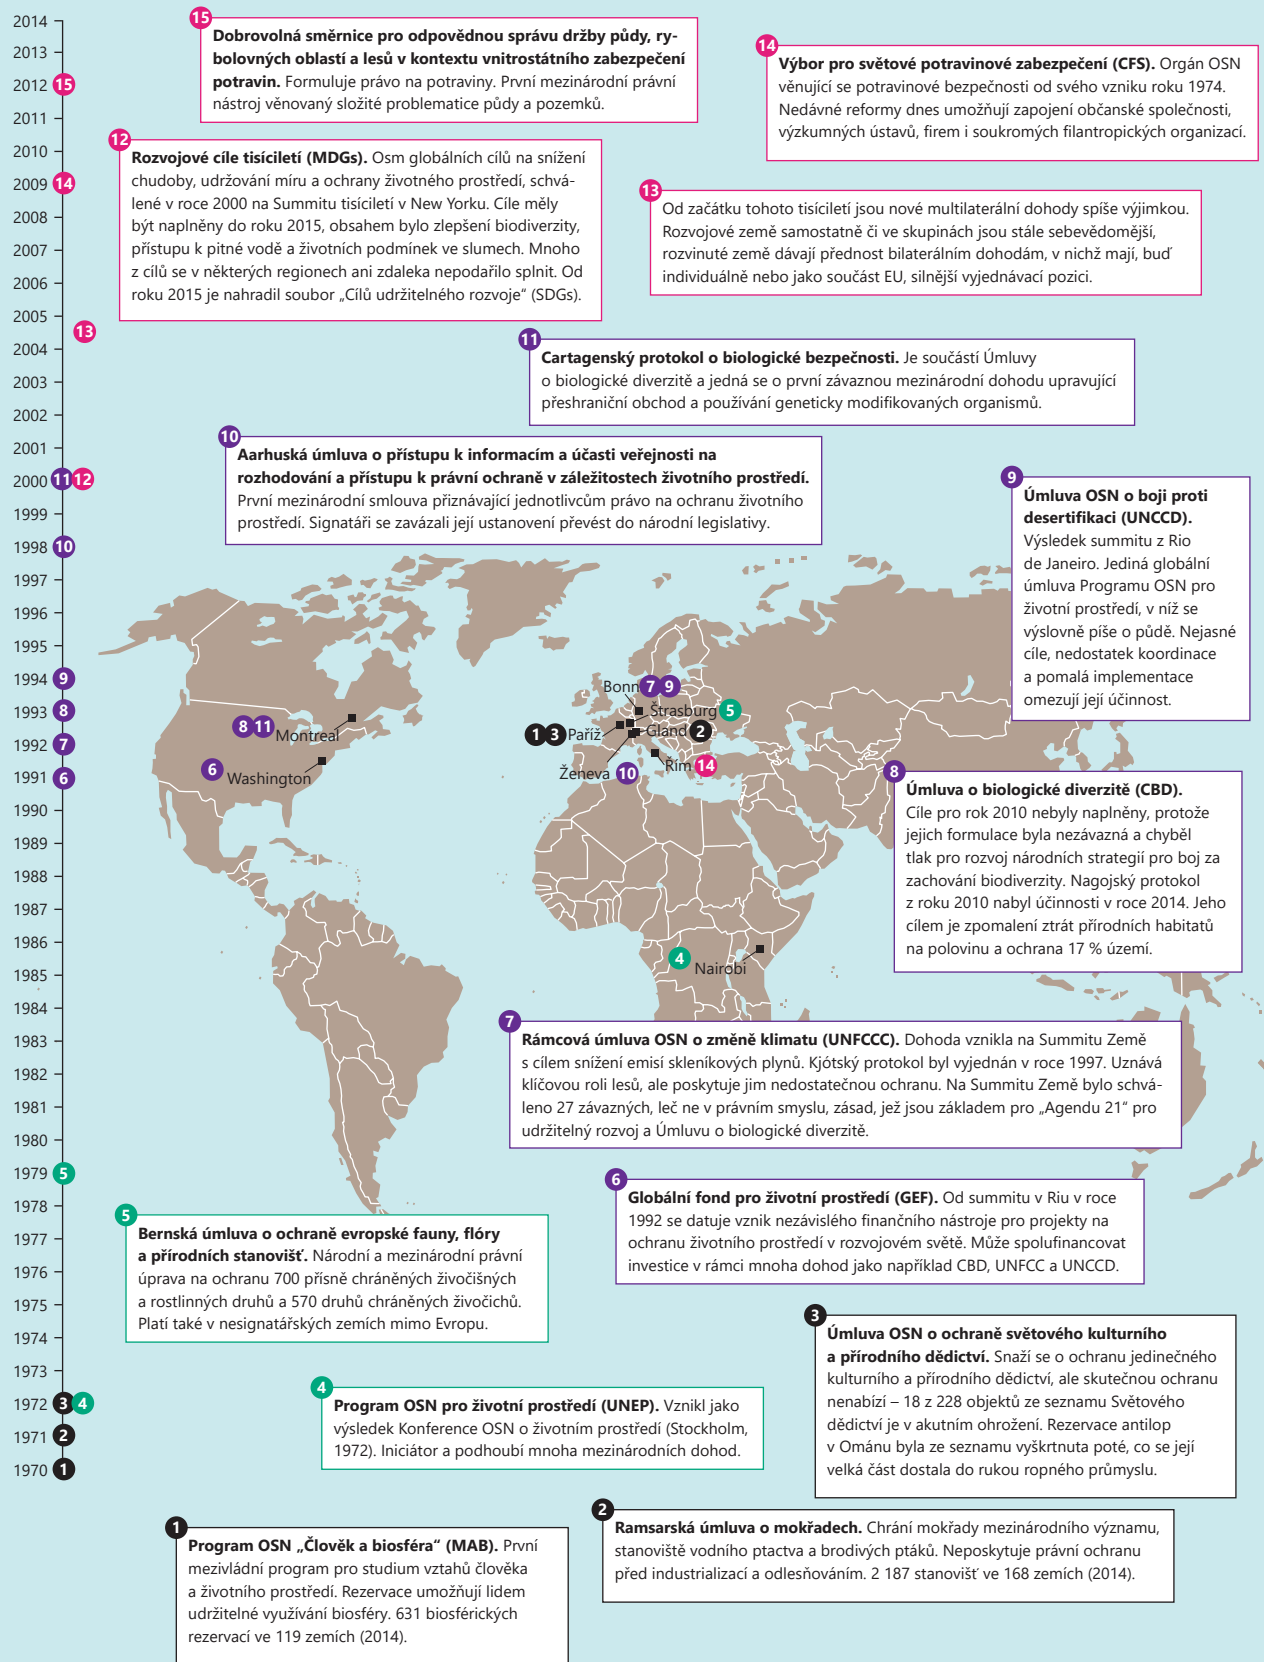 2014
2013
2012 15
2011
2010
2009 14
2008
2007
2006
2005
13
2004
2003
2002
2001
2000 11 12
1999
1998 10
1997
1996
1995
1994 9
1993 8
1992 7
1991 6
1990
1989
1988
1987
1986
1985
1984
1983
1982
1981
1980
1979 5
1978
1977
1976
1975
1974
1973
1972 3 4
1971 2
1970 1
15
Dobrovolná směrnice pro odpovědnou správu držby půdy, ry-
bolovných oblastí a lesů v kontextu vnitrostátního zabezpečení
potravin. Formuluje právo na potraviny. První mezinárodní právní
nástroj věnovaný složité problematice půdy a pozemků.
14
Výbor pro světové potravinové zabezpečení (CFS). Orgán OSN
věnující se potravinové bezpečnosti od svého vzniku roku 1974.
Nedávné reformy dnes umožňují zapojení občanské společnosti,
výzkumných ústavů, firem i soukromých filantropických organizací.
12
Rozvojové cíle tisíciletí (MDGs). Osm globálních cílů na snížení
chudoby, udržování míru a ochrany životného prostředí, schvá-
lené v roce 2000 na Summitu tisíciletí v New Yorku. Cíle měly
být naplněny do roku 2015, obsahem bylo zlepšení biodiverzity,
přístupu k pitné vodě a životních podmínek ve slumech. Mnoho
z cílů se v některých regionech ani zdaleka nepodařilo splnit. Od
roku 2015 je nahradil soubor „Cílů udržitelného rozvoje“ (SDGs).
13
Od začátku tohoto tisíciletí jsou nové multilaterální dohody spíše výjimkou.
Rozvojové země samostatně či ve skupinách jsou stále sebevědomější,
rozvinuté země dávají přednost bilaterálním dohodám, v nichž mají, buď
individuálně nebo jako součást EU, silnější vyjednávací pozici.
11
Cartagenský protokol o biologické bezpečnosti. Je součástí Úmluvy
o biologické diverzitě a jedná se o první závaznou mezinárodní dohodu upravující
přeshraniční obchod a používání geneticky modifikovaných organismů.
10
Aarhuská úmluva o přístupu k informacím a účasti veřejnosti na
rozhodování a přístupu k právní ochraně v záležitostech životního prostředí.
První mezinárodní smlouva přiznávající jednotlivcům právo na ochranu životního
prostředí. Signatáři se zavázali její ustanovení převést do národní legislativy.
9
Úmluva OSN o boji proti
desertifikaci (UNCCD).
Výsledek summitu z Rio
de Janeiro. Jediná globální
úmluva Programu OSN pro
životní prostředí, v níž se
výslovně píše o půdě. Nejasné
cíle, nedostatek koordinace
a pomalá implementace
omezují její účinnost.
Bonn 7 9
Štrasburg 5
1 3 Paříž
Gland 2
Ženeva 10
Řím 14
8 11 Montreal
6 Washington
4 Nairobi
8
Úmluva o biologické diverzitě (CBD).
Cíle pro rok 2010 nebyly naplněny, protože
jejich formulace byla nezávazná a chyběl
tlak pro rozvoj národních strategií pro boj za
zachování biodiverzity. Nagojský protokol
z roku 2010 nabyl účinnosti v roce 2014. Jeho
cílem je zpomalení ztrát přírodních habitatů
na polovinu a ochrana 17 % území.
7
Rámcová úmluva OSN o změně klimatu (UNFCCC). Dohoda vznikla na Summitu Země
s cílem snížení emisí skleníkových plynů. Kjótský protokol byl vyjednán v roce 1997. Uznává
klíčovou roli lesů, ale poskytuje jim nedostatečnou ochranu. Na Summitu Země bylo schvá-
leno 27 závazných, leč ne v právním smyslu, zásad, jež jsou základem pro „Agendu 21“ pro
udržitelný rozvoj a Úmluvu o biologické diverzitě.
6
Globální fond pro životní prostředí (GEF). Od summitu v Riu v roce
1992 se datuje vznik nezávislého finančního nástroje pro projekty na
ochranu životního prostředí v rozvojovém světě. Může spolufinancovat
investice v rámci mnoha dohod jako například CBD, UNFCC a UNCCD.
5
Bernská úmluva o ochraně evropské fauny, flóry
a přírodních stanovišť. Národní a mezinárodní právní
úprava na ochranu 700 přísně chráněných živočišných
a rostlinných druhů a 570 druhů chráněných živočichů.
Platí také v nesignatářských zemích mimo Evropu.
3
Úmluva OSN o ochraně světového kulturního
a přírodního dědictví. Snaží se o ochranu jedinečného
kulturního a přírodního dědictví, ale skutečnou ochranu
nenabízí – 18 z 228 objektů ze seznamu Světového
dědictví je v akutním ohrožení. Rezervace antilop
v Ománu byla ze seznamu vyškrtnuta poté, co se její
velká část dostala do rukou ropného průmyslu.
4
Program OSN pro životní prostředí (UNEP). Vznikl jako
výsledek Konference OSN o životním prostředí (Stockholm,
1972). Iniciátor a podhoubí mnoha mezinárodních dohod.
2
Ramsarská úmluva o mokřadech. Chrání mokřady mezinárodního významu,
stanoviště vodního ptactva a brodivých ptáků. Neposkytuje právní ochranu
před industrializací a odlesňováním. 2 187 stanovišť ve 168 zemích (2014).
1
Program OSN „Člověk a biosféra“ (MAB). První
mezivládní program pro studium vztahů člověka
a životního prostředí. Rezervace umožňují lidem
udržitelné využívání biosféry. 631 biosférických
rezervací ve 119 zemích (2014).